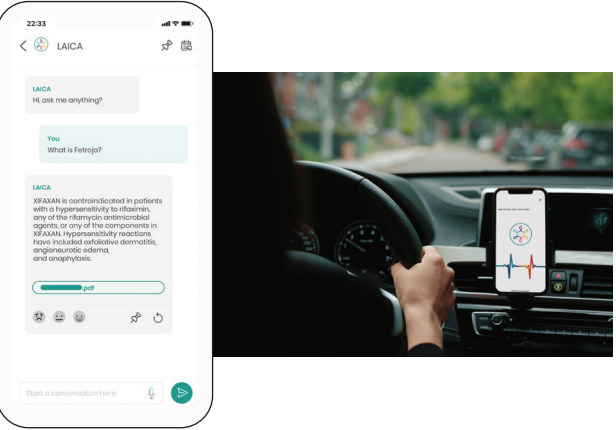 22:33
LAICA
LAICA
Hi, ask me anything?
You
What is Fetroja?
LAICA
XIFAXAN is contraindicated in patients
with a hypersensitivity to rifaximin,
any of the rifamycin antimicrobial
agents, or any of the components in
XIFAXAN. Hypersensitivity reactions
have included exfoliative dermatitis,
angioneurotic edema,
and anaphylaxis.
.pdf
Start a conversation here